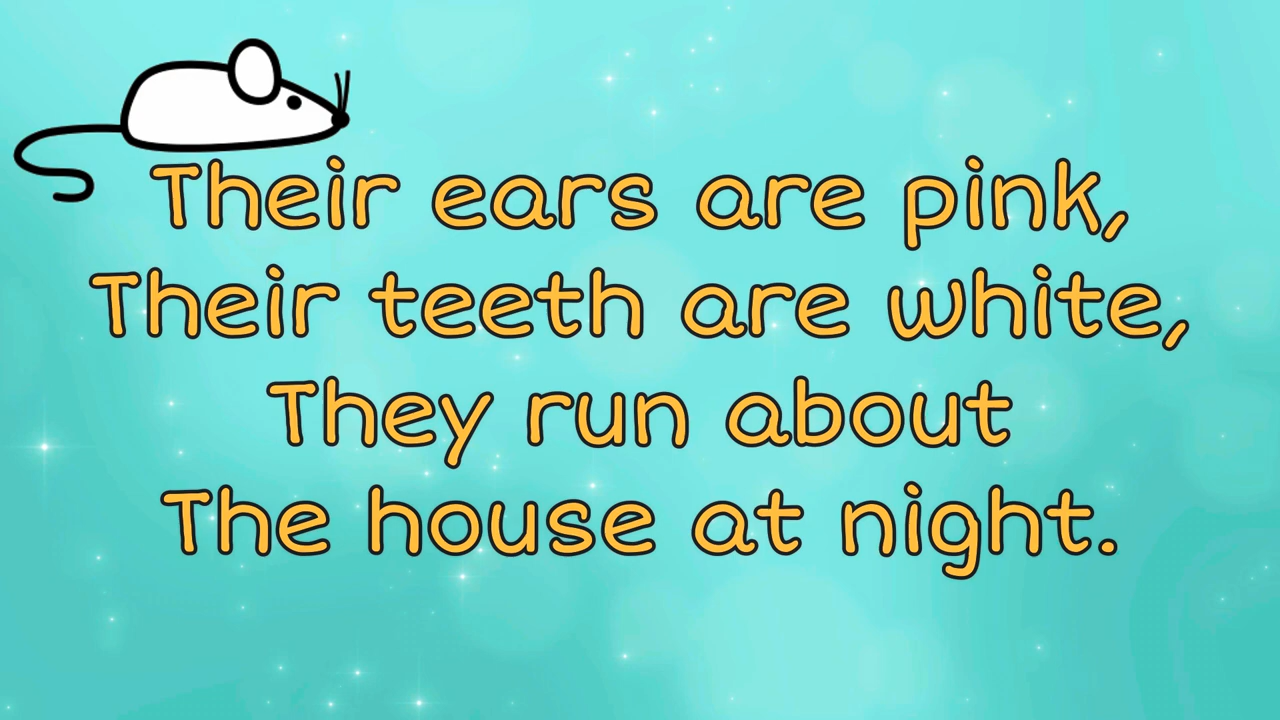 Their ears are pink,
Their teeth are white,
They run about
The house at night.